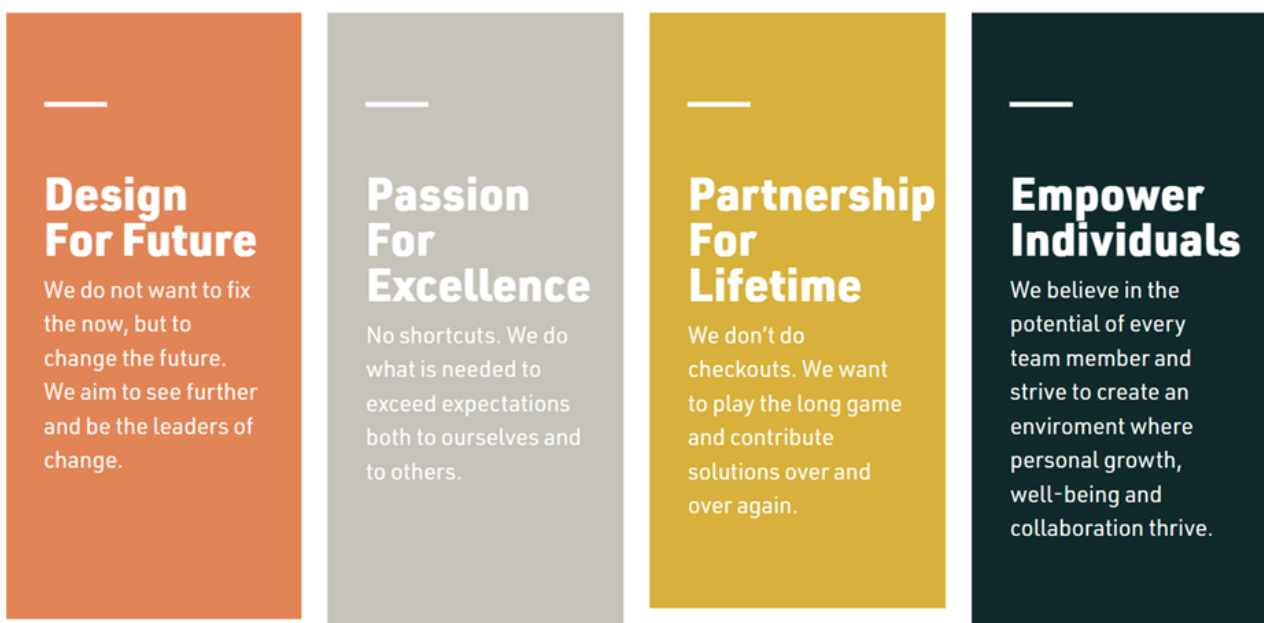 Design
For Future
We do not want to fix
the now, but to
change the future.
We aim to see further
and be the leaders of
change.
Passion
For
Excellence
No shortcuts. We do
what is needed to
exceed expectations
both to ourselves and
to others.
Partnership
For
Lifetime
We don’t do
checkouts. We want
to play the long game
and contribute
solutions over and
over again.
Empower
Individuals
We believe in the
potential of every
team member and
strive to create an
enviroment where
personal growth,
well-being and
collaboration thrive.